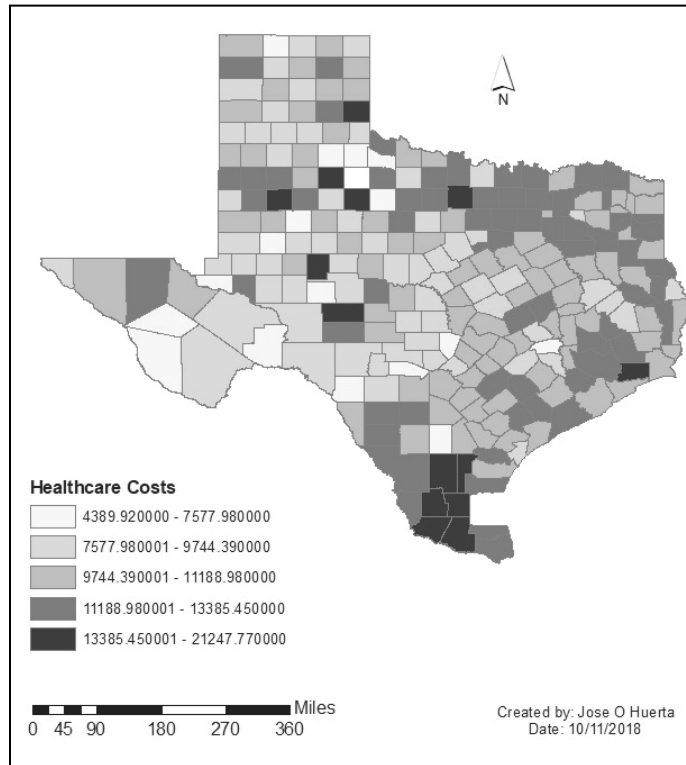 N
Healthcare Costs
4389.920000 - 7577.980000
7577.980001 - 9744.390000
9744.390001 - 11188.980000
11188.980001 - 13385.450000
13385.450001 - 21247.770000
Miles
0 45 90 180 270 360
Created by: Jose O Huerta
Date: 10/11/2018